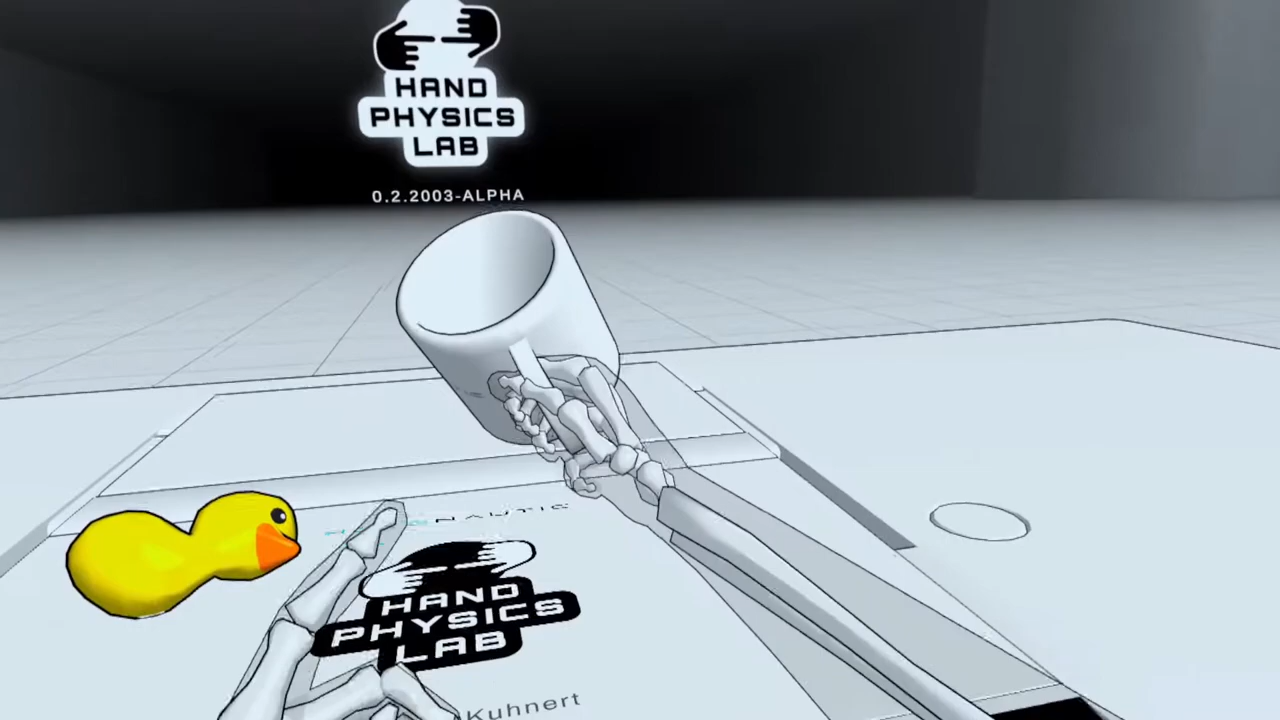 HAND
PHYSICS
LAB
0.2.2003-ALPHA
HAND
PHYSICS
LAB
Kuhnert